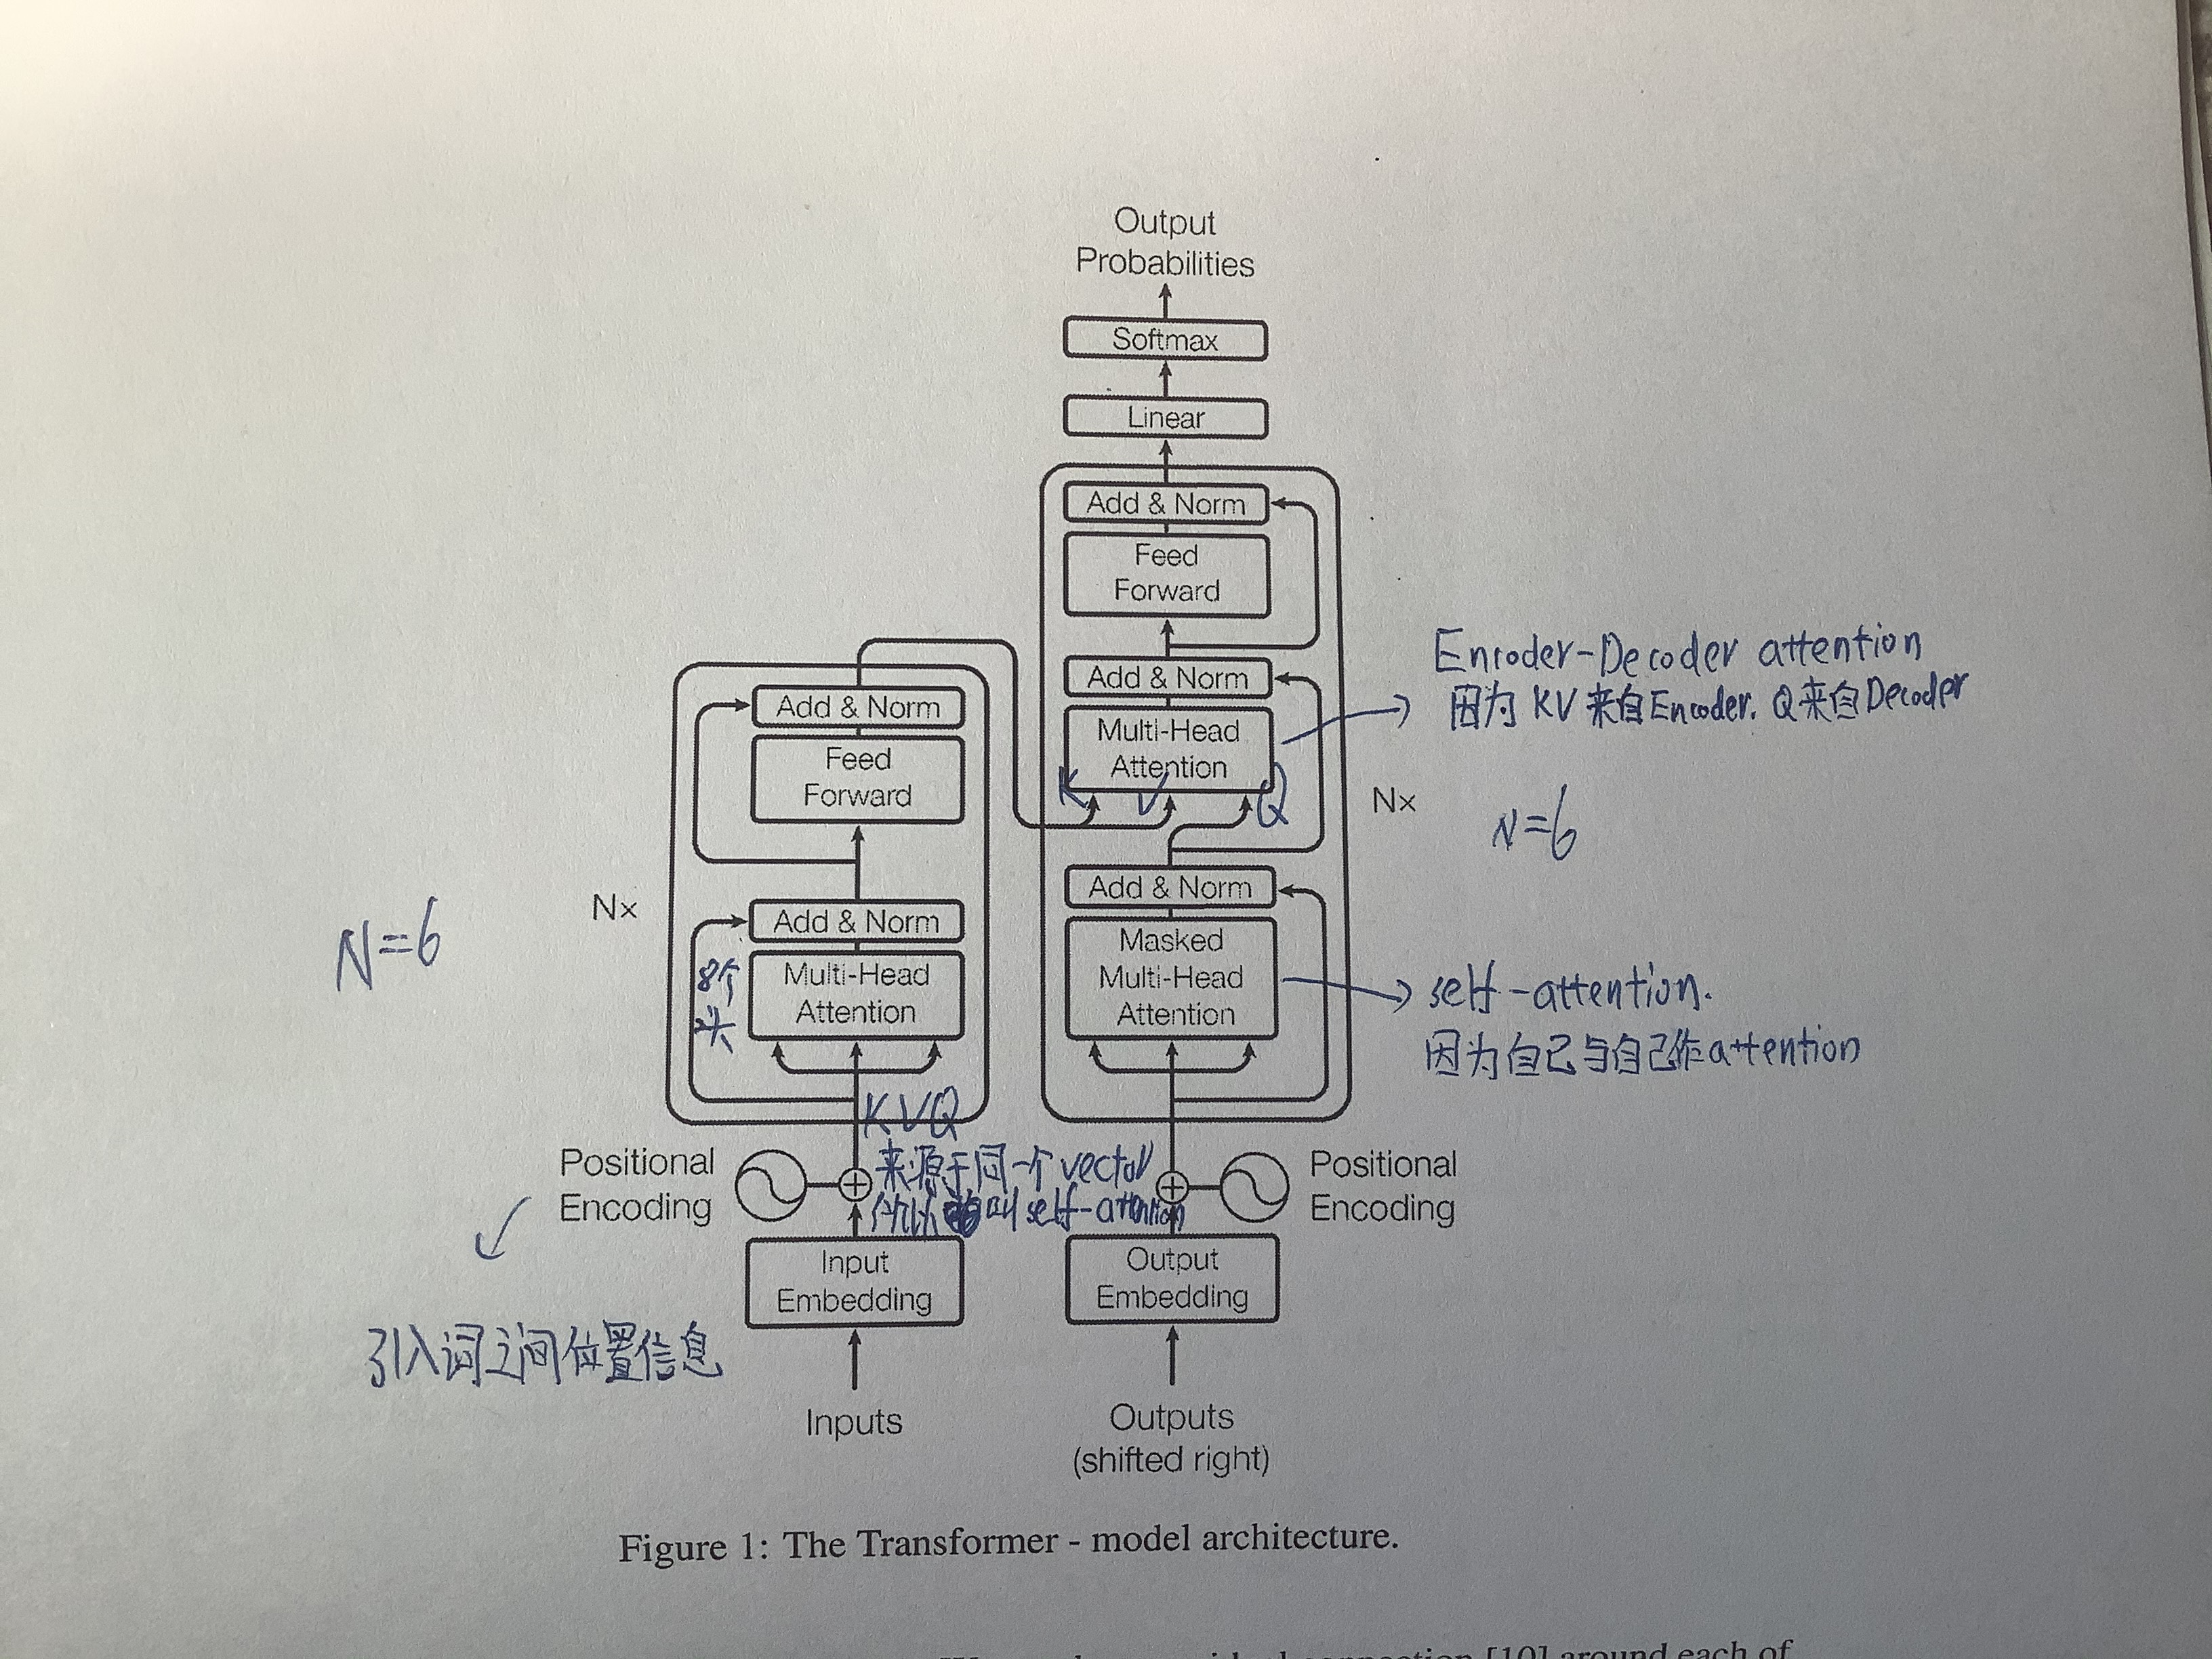 Output
Probabilities
Softmax
Linear
Add & Norm
Feed
Forward
Add & Norm
Multi-Head
Attention
K V Q
Encoder-Decoder attention
因为 KV 来自Encoder. Q来自Decoder
Nx
N=6
Add & Norm
Masked
Multi-Head
Attention
self-attention.
因为自己与自己作attention
Add & Norm
Feed
Forward
Nx
N=6
Add & Norm
8个
头
Multi-Head
Attention
KVQ
来源于同一个vector
所以叫self-attention
Positional
Encoding
Positional
Encoding
引入词之间位置信息
Input
Embedding
Output
Embedding
Inputs
Outputs
(shifted right)
Figure 1: The Transformer - model architecture.
connection [10] around each of